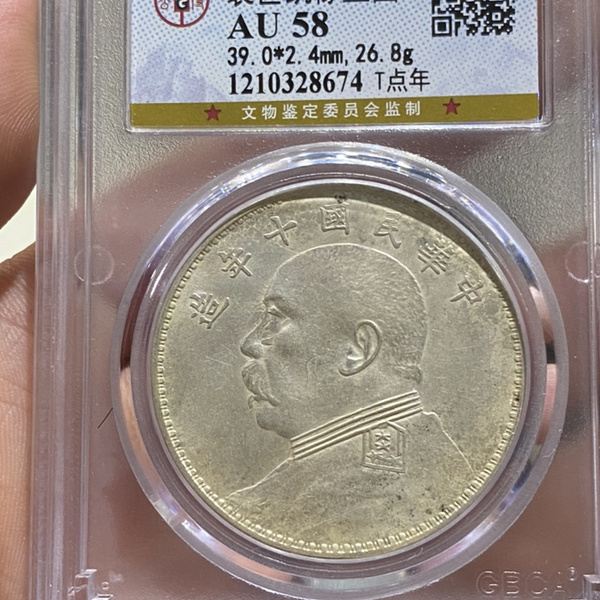 AU 58
39.0*2.4mm,26.8g
1210328674 T点年
★ 文物鉴定委员会监制 ★
中華民國十年造
GBCA